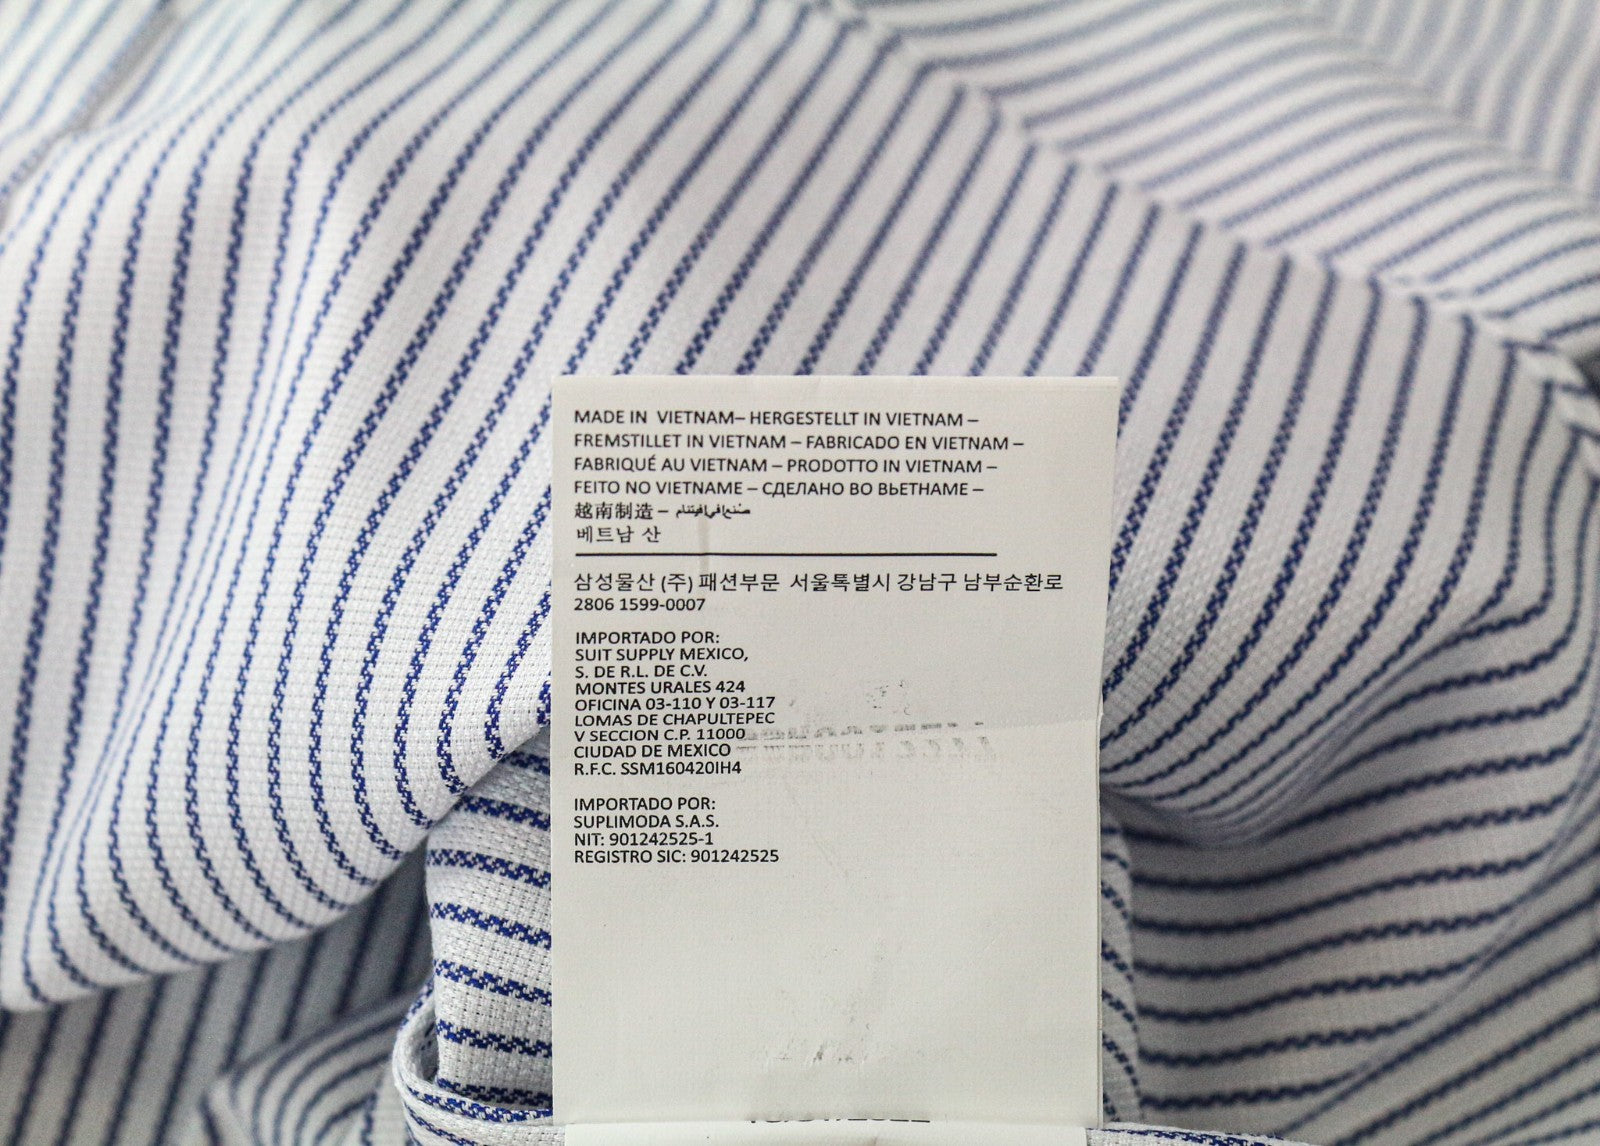 MADE IN VIETNAM– HERGESTELLT IN VIETNAM –
FREMSTILLET IN VIETNAM – FABRICADO EN VIETNAM –
FABRIQUÉ AU VIETNAM – PRODOTTO IN VIETNAM –
FEITO NO VIETNAME – СДЕЛАНО ВО ВЬЕТНАМЕ –
越南制造 – صنع في فيتنام
베트남 산
삼성물산 (주) 패션부문 서울특별시 강남구 남부순환로
2806 1599-0007
IMPORTADO POR:
SUIT SUPPLY MEXICO,
S. DE R.L. DE C.V.
MONTES URALES 424
OFICINA 03-110 Y 03-117
LOMAS DE CHAPULTEPEC
V SECCION C.P. 11000
CIUDAD DE MEXICO
R.F.C. SSM160420IH4
IMPORTADO POR:
SUPLIMODA S.A.S.
NIT: 901242525-1
REGISTRO SIC: 901242525